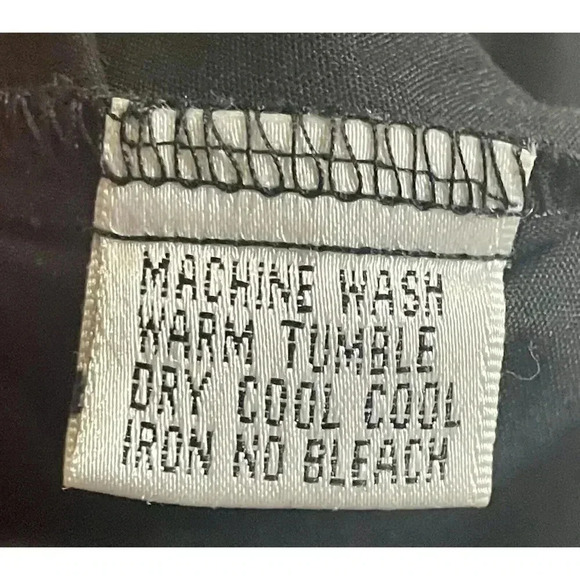 MACHINE WASH
WARM TUMBLE
DRY COOL COOL
IRON NO BLEACH